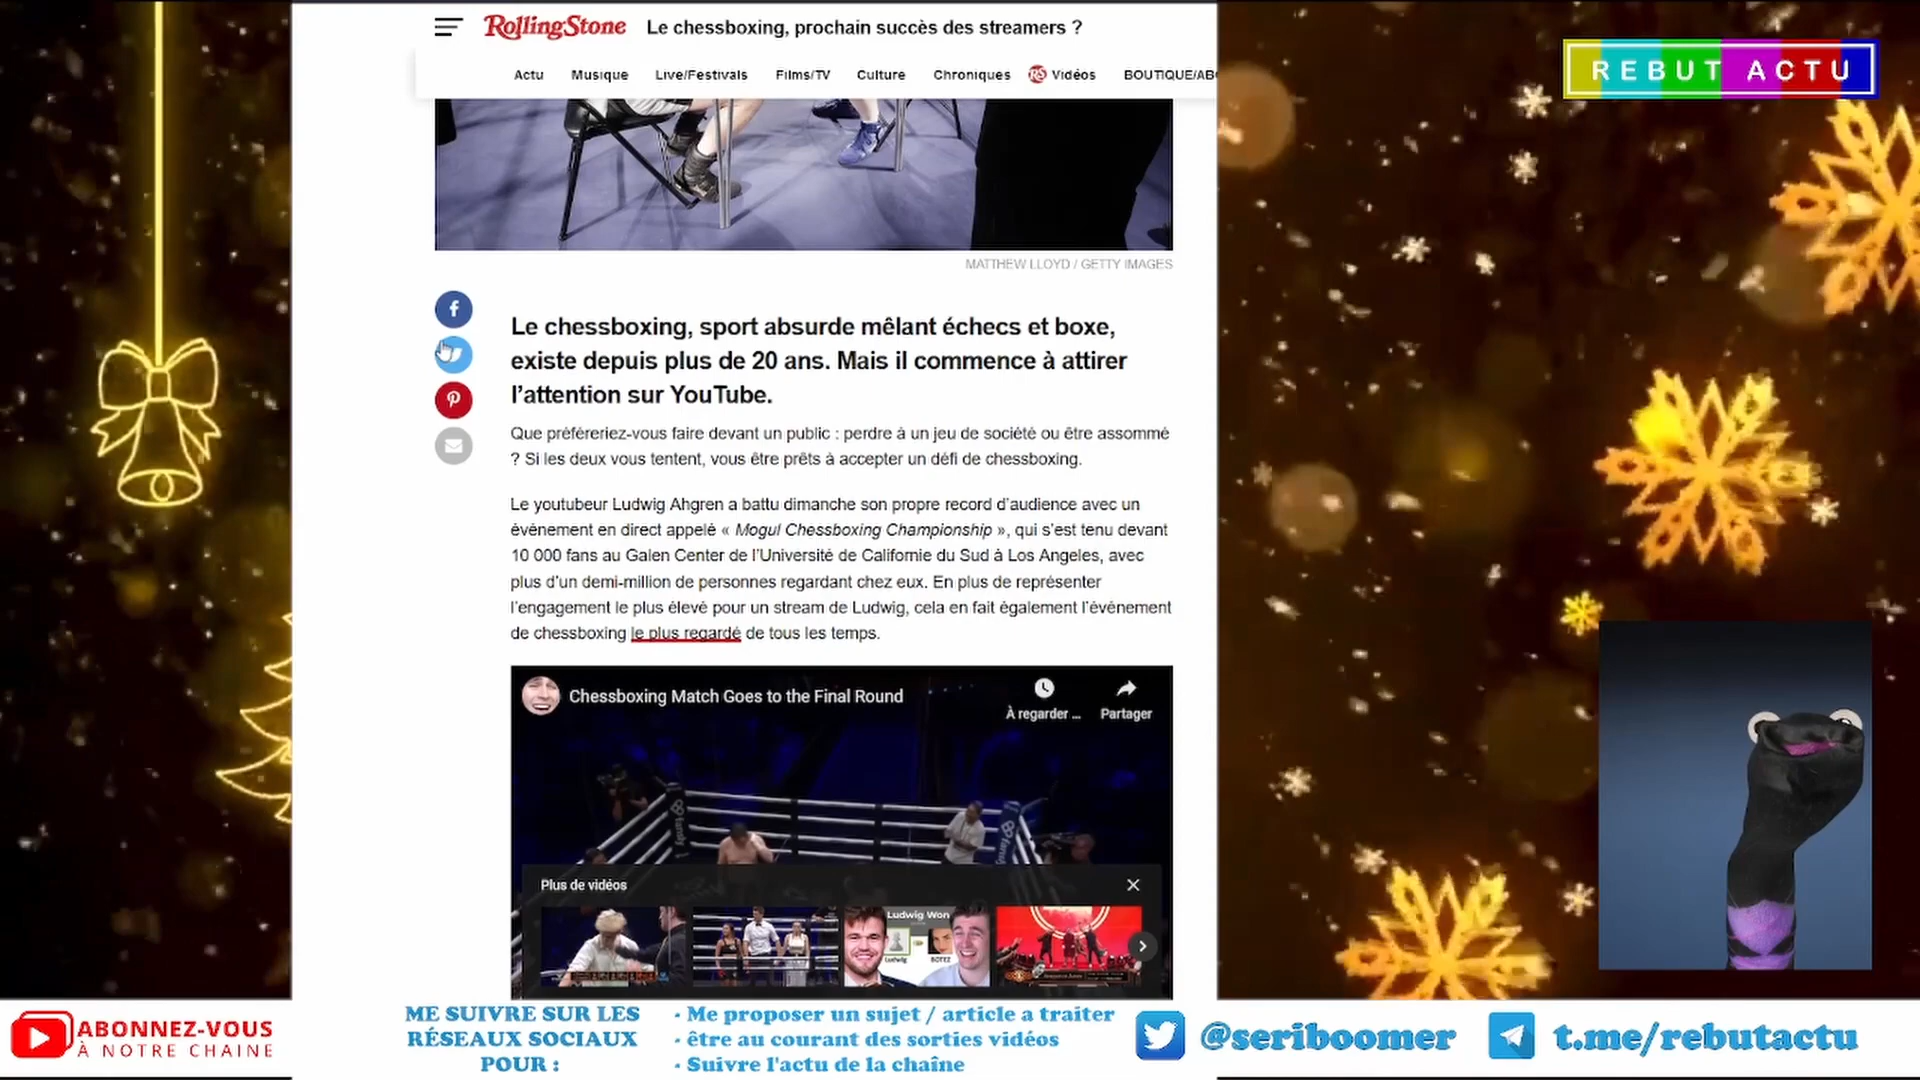 RollingStone Le chessboxing, prochain succès des streamers ?
Actu Musique Live/Festivals Films/TV Culture Chroniques RS Vidéos BOUTIQUE/AB
REBUT ACTU
MATTHEW LLOYD / GETTY IMAGES
Le chessboxing, sport absurde mêlant échecs et boxe,
existe depuis plus de 20 ans. Mais il commence à attirer
l'attention sur YouTube.
Que préféreriez-vous faire devant un public : perdre à un jeu de société ou être assommé
? Si les deux vous tentent, vous être prêts à accepter un défi de chessboxing.
Le youtubeur Ludwig Ahgren a battu dimanche son propre record d'audience avec un
événement en direct appelé « Mogul Chessboxing Championship », qui s'est tenu devant
10 000 fans au Galen Center de l'Université de Californie du Sud à Los Angeles, avec
plus d'un demi-million de personnes regardant chez eux. En plus de représenter
l'engagement le plus élevé pour un stream de Ludwig, cela en fait également l'événement
de chessboxing le plus regardé de tous les temps.
Chessboxing Match Goes to the Final Round
À regarder ... Partager
Plus de vidéos
Ludwig Won
Ludwig BOTEZ
ABONNEZ-VOUS
À NOTRE CHAINE
ME SUIVRE SUR LES
RÉSEAUX SOCIAUX
POUR :
- Me proposer un sujet / article a traiter
- être au courant des sorties vidéos
- Suivre l'actu de la chaîne
@seriboomer
t.me/rebutactu